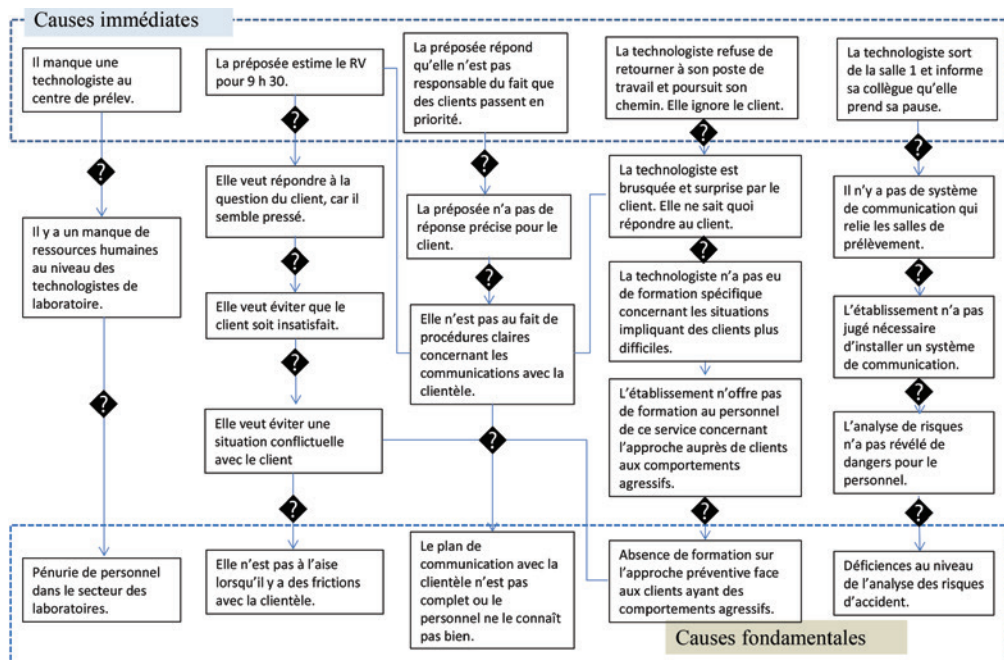 Causes immédiates
Il manque une
technologiste au
centre de prélev.
La préposée estime le RV
pour 9 h 30.
La préposée répond
qu'elle n'est pas
responsable du fait que
des clients passent en
priorité.
La technologiste refuse de
retourner à son poste de
travail et poursuit son
chemin. Elle ignore le client.
La technologiste sort
de la salle 1 et informe
sa collègue qu'elle
prend sa pause.
?
?
?
?
?
Il y a un manque de
ressources humaines
au niveau des
technologistes de
laboratoire.
Elle veut répondre à la
question du client, car il
semble pressé.
La préposée n'a pas de
réponse précise pour le
client.
La technologiste est
brusquée et surprise par le
client. Elle ne sait quoi
répondre au client.
Il n'y a pas de système
de communication qui
relie les salles de
prélèvement.
?
?
?
?
Elle veut éviter que le
client soit insatisfait.
Elle n'est pas au fait de
procédures claires
concernant les
communications avec la
clientèle.
La technologiste n'a pas eu
de formation spécifique
concernant les situations
impliquant des clients plus
difficiles.
L'établissement n'a pas
jugé nécessaire
d'installer un système
de communication.
?
?
?
?
Elle veut éviter une
situation conflictuelle
avec le client
?
L'établissement n'offre pas
de formation au personnel
de ce service concernant
l'approche auprès de clients
aux comportements
agressifs.
L'analyse de risques
n'a pas révélé de
dangers pour le
personnel.
?
?
?
Pénurie de personnel
dans le secteur des
laboratoires.
Elle n'est pas à l'aise
lorsqu'il y a des frictions
avec la clientèle.
Le plan de
communication avec la
clientèle n'est pas
complet ou le
personnel ne le connaît
pas bien.
Absence de formation sur
l'approche préventive face
aux clients ayant des
comportements agressifs.
Déficiences au niveau
de l'analyse des risques
d'accident.
Causes fondamentales